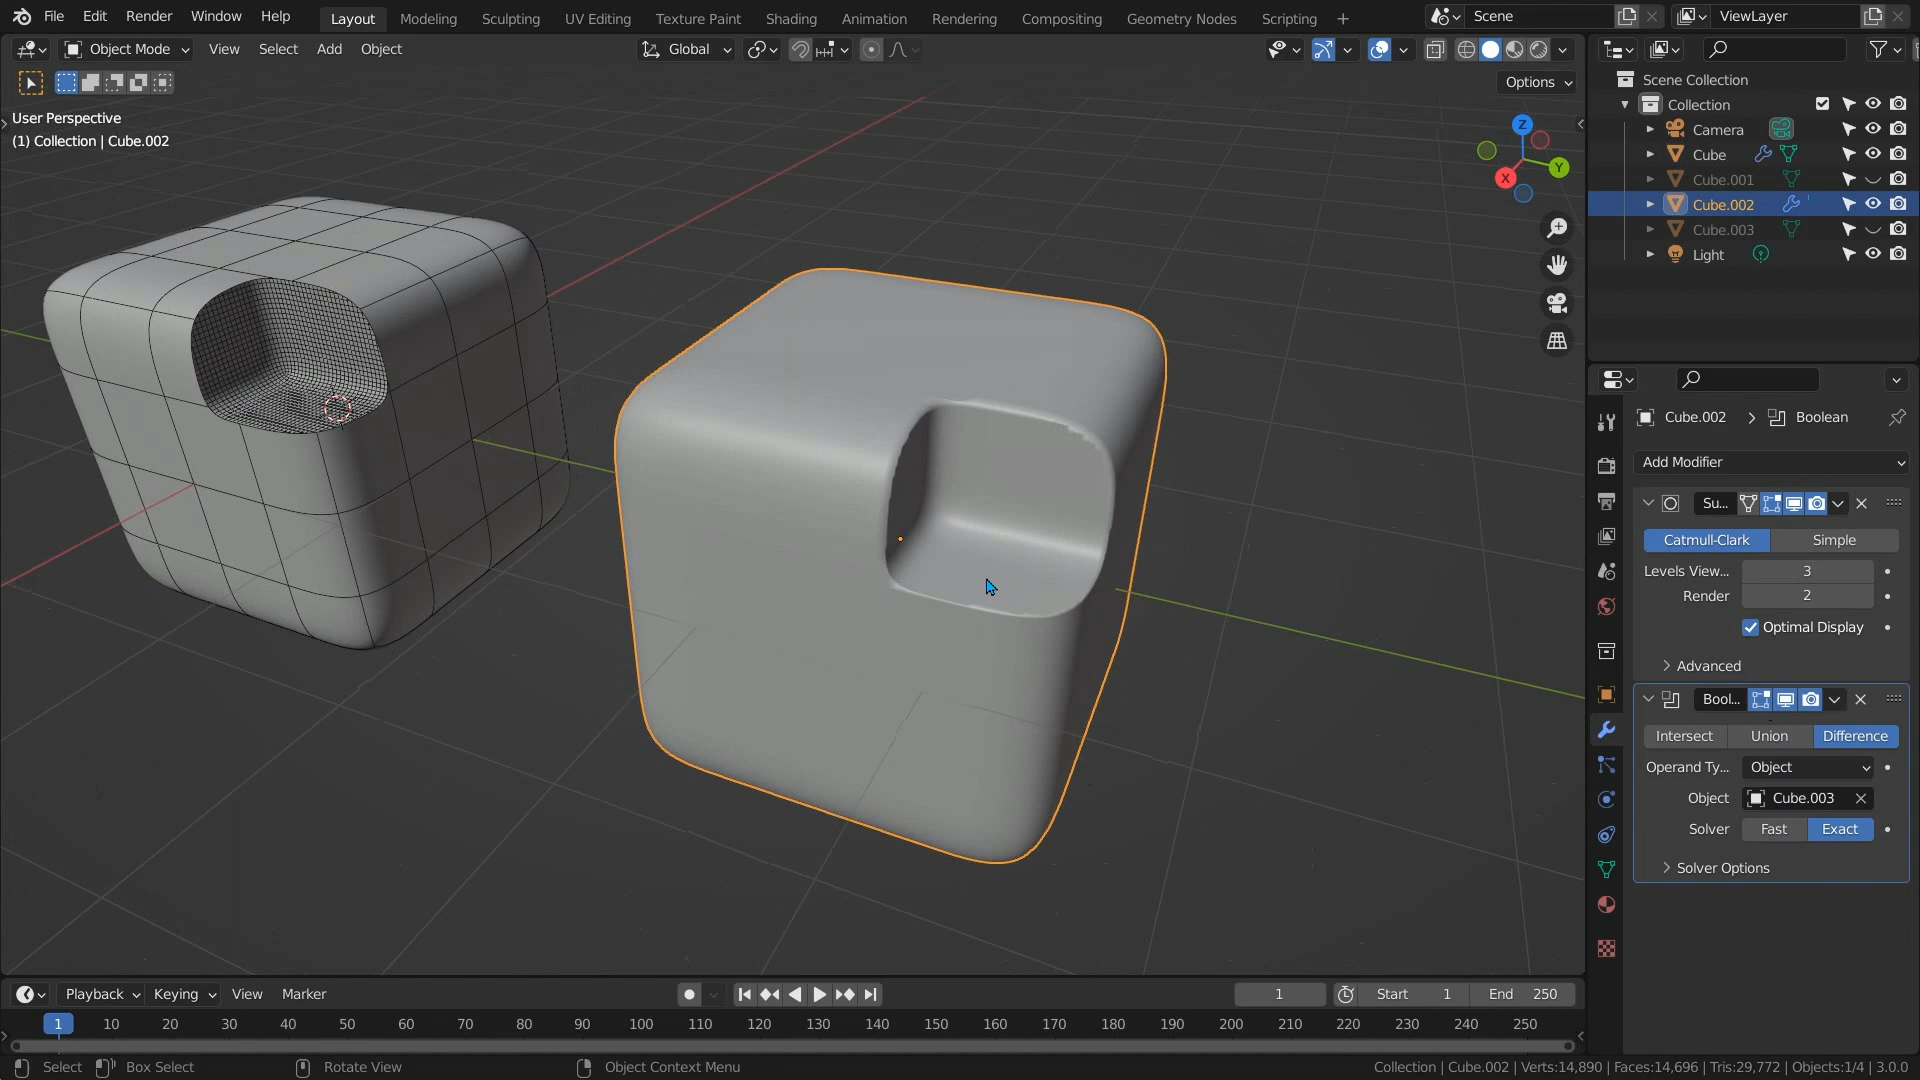 File Edit Render Window Help Layout Modeling Sculpting UV Editing Texture Paint Shading Animation Rendering Compositing Geometry Nodes Scripting + Scene ViewLayer
Object Mode View Select Add Object Global
Options
User Perspective
(1) Collection | Cube.002
Z
Y
X
Scene Collection
Collection
Camera
Cube
Cube.001
Cube.002
Cube.003
Light
Cube.002 > Boolean
Add Modifier
Su...
Catmull-Clark Simple
Levels View... 3
Render 2
Optimal Display
Advanced
Bool...
Intersect Union Difference
Operand Ty... Object
Object Cube.003
Solver Fast Exact
Solver Options
Playback Keying View Marker 1 Start 1 End 250
1 10 20 30 40 50 60 70 80 90 100 110 120 130 140 150 160 170 180 190 200 210 220 230 240 250
Select Box Select Rotate View Object Context Menu Collection | Cube.002 | Verts:14,890 | Faces:14,696 | Tris:29,772 | Objects:1/4 | 3.0.0